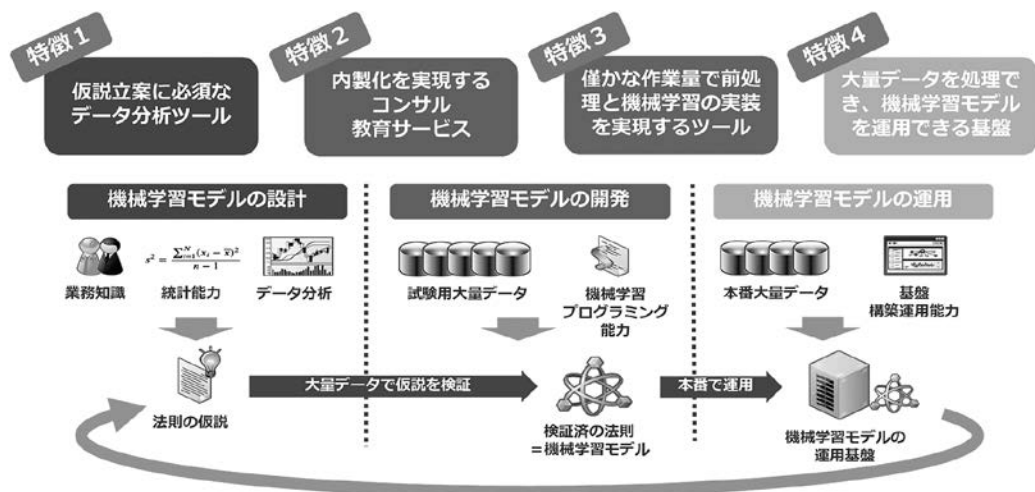 特徴1
仮説立案に必須な
データ分析ツール
特徴2
内製化を実現する
コンサル
教育サービス
特徴3
僅かな作業量で前処
理と機械学習の実装
を実現するツール
特徴4
大量データを処理で
き、機械学習モデル
を運用できる基盤
機械学習モデルの設計
機械学習モデルの開発
機械学習モデルの運用
s² = \frac{\sum_{i=1}^{N}(x_i − \overline{x})²}{n − 1}
業務知識
統計能力
データ分析
試験用大量データ
機械学習
プログラミング
能力
本番大量データ
基盤
構築運用能力
法則の仮説
大量データで仮説を検証
検証済の法則
＝機械学習モデル
本番で運用
機械学習モデルの
運用基盤